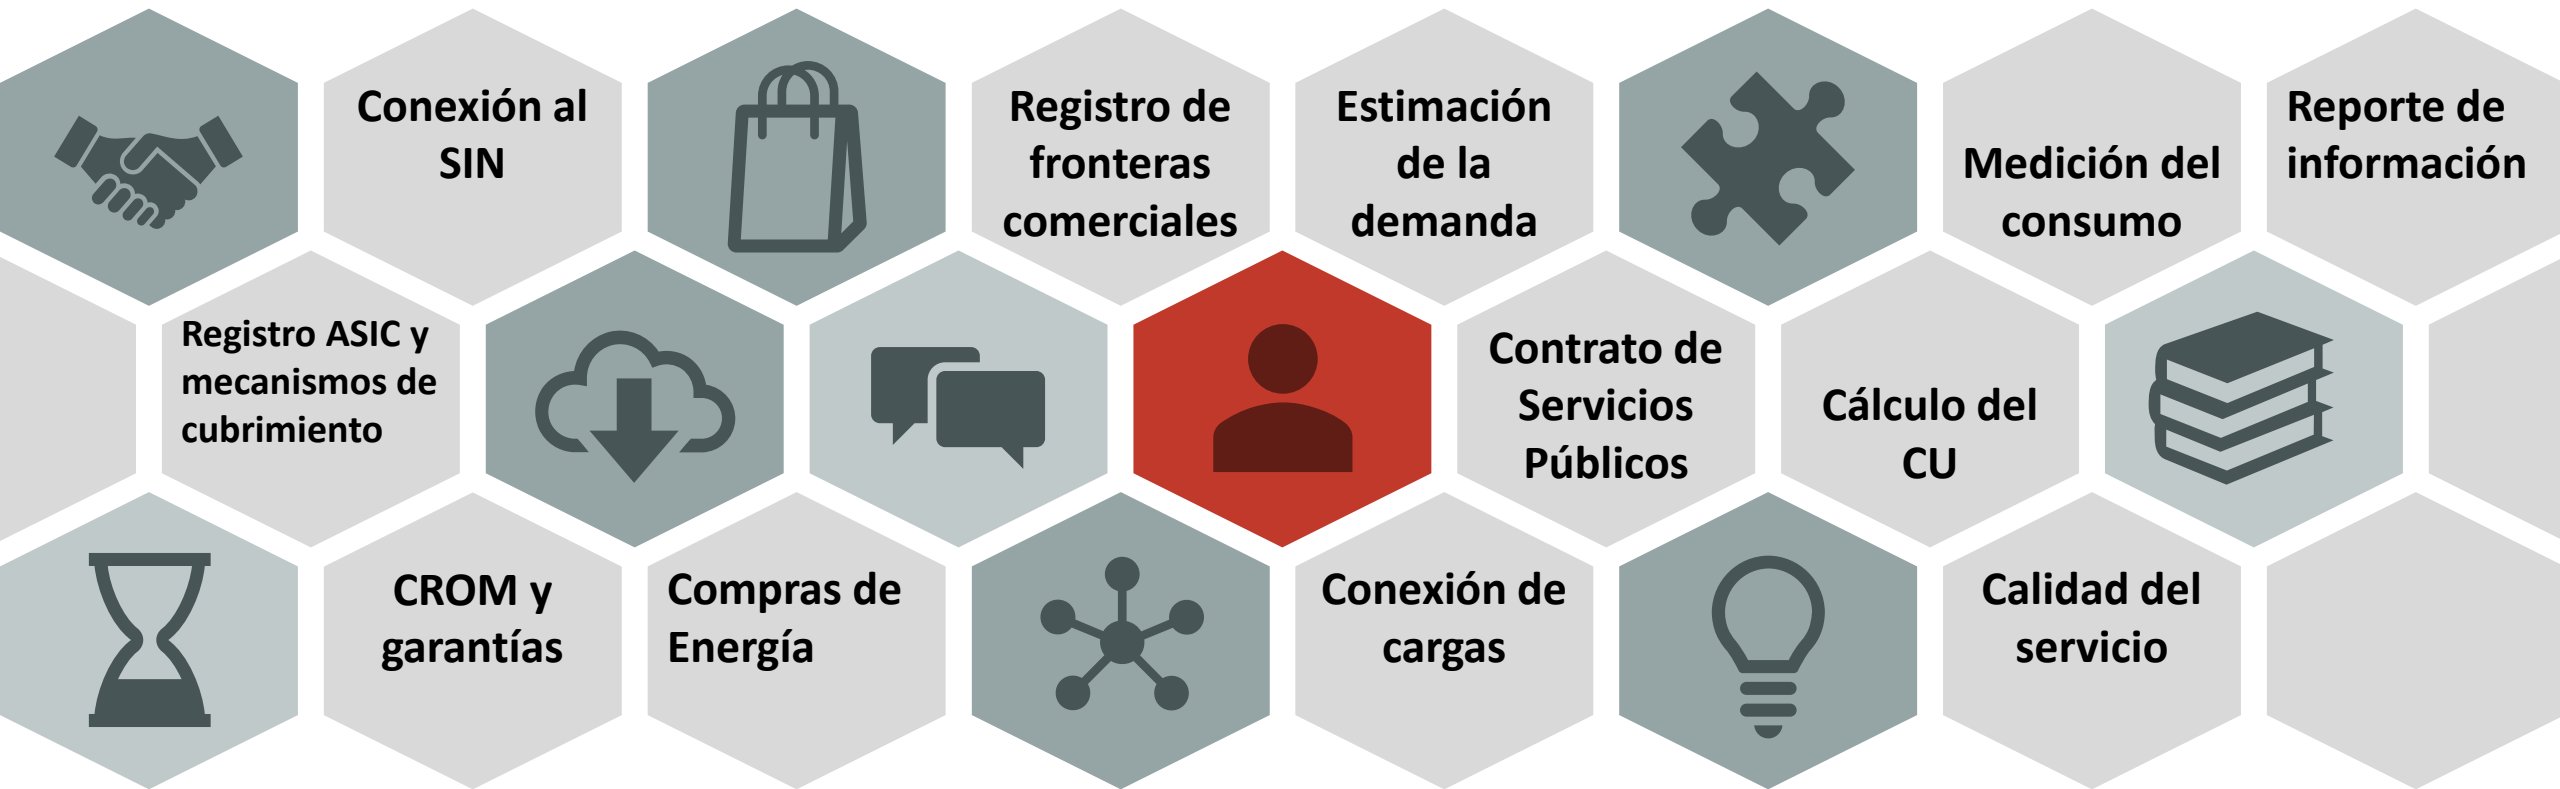 Conexión al
SIN
Registro de
fronteras
comerciales
Estimación
de la
demanda
Medición del
consumo
Reporte de
información
Registro ASIC y
mecanismos de
cubrimiento
Contrato de
Servicios
Públicos
Cálculo del
CU
CROM y
garantías
Compras de
Energía
Conexión de
cargas
Calidad del
servicio